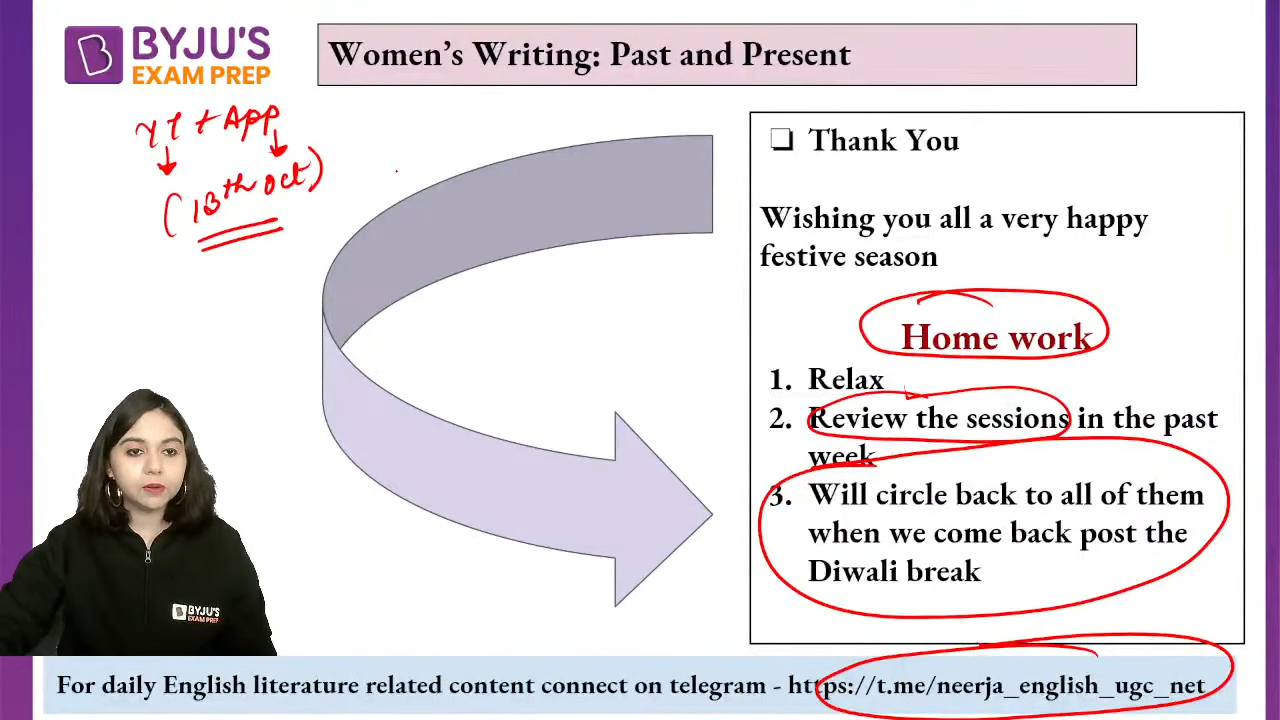 BYJU'S
EXAM PREP
Women's Writing: Past and Present
YT + App
(13th Oct)
❏ Thank You
Wishing you all a very happy
festive season
Home work
1. Relax
2. Review the sessions in the past
week
3. Will circle back to all of them
when we come back post the
Diwali break
BYJU'S
EXAM PREP
For daily English literature related content connect on telegram - https://t.me/neerja_english_ugc_net